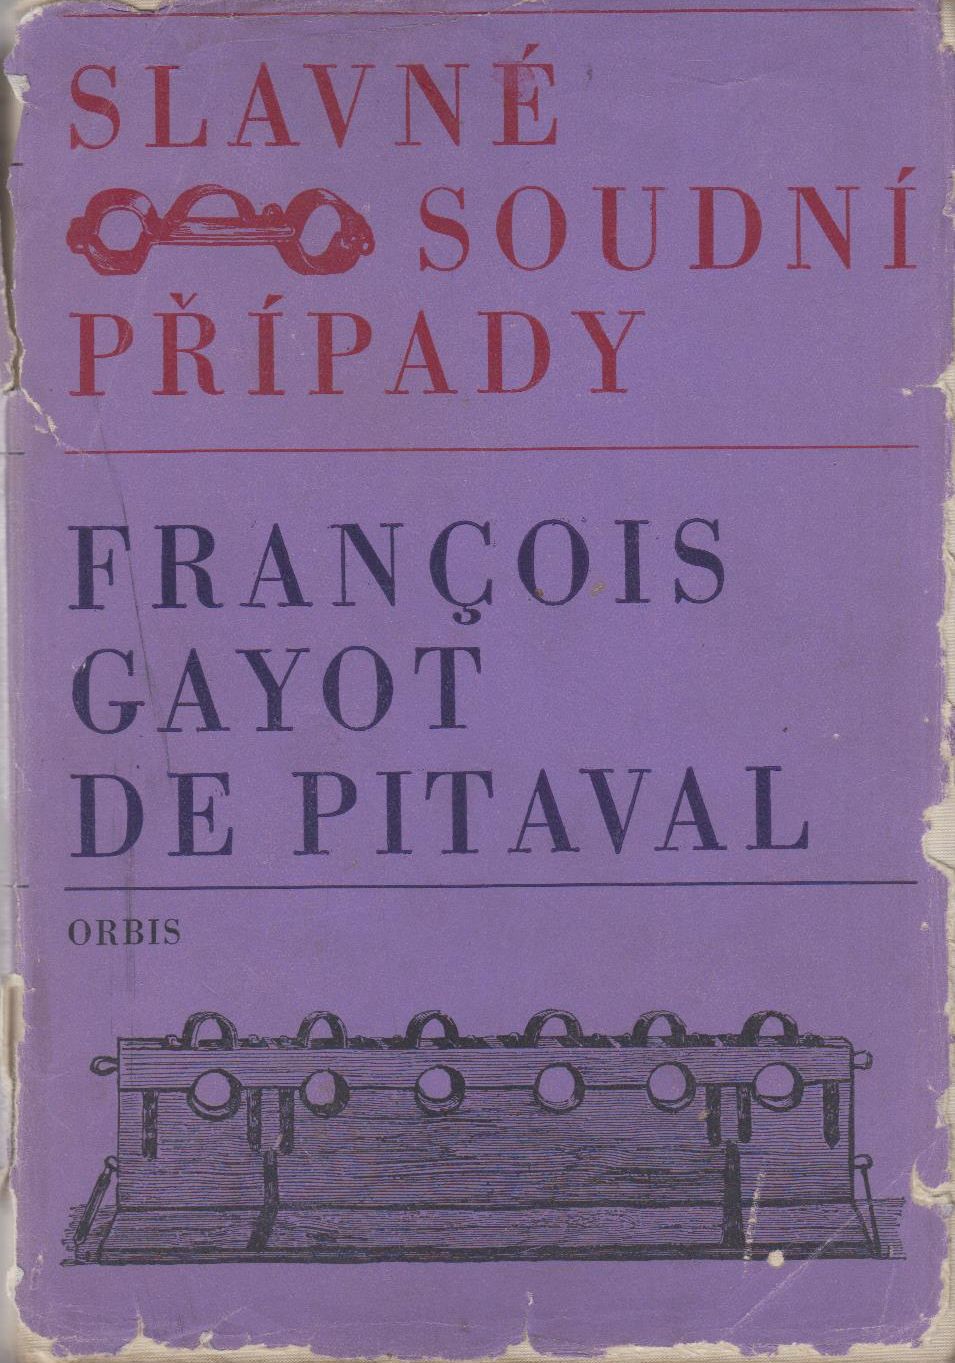 SLAVNÉ
SOUDNÍ
PŘÍPADY
FRANÇOIS
GAYOT
DE PITAVAL
ORBIS